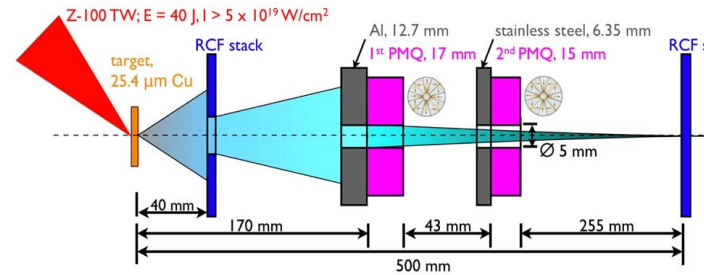 Z-100 TW; E = 40 J, I > 5 x 10¹⁹ W/cm²
RCF stack
target,
25.4 µm Cu
Al, 12.7 mm
1ˢᵗ PMQ, 17 mm
stainless steel, 6.35 mm
2ⁿᵈ PMQ, 15 mm
RCF s
Ø 5 mm
40 mm
170 mm
43 mm
255 mm
500 mm